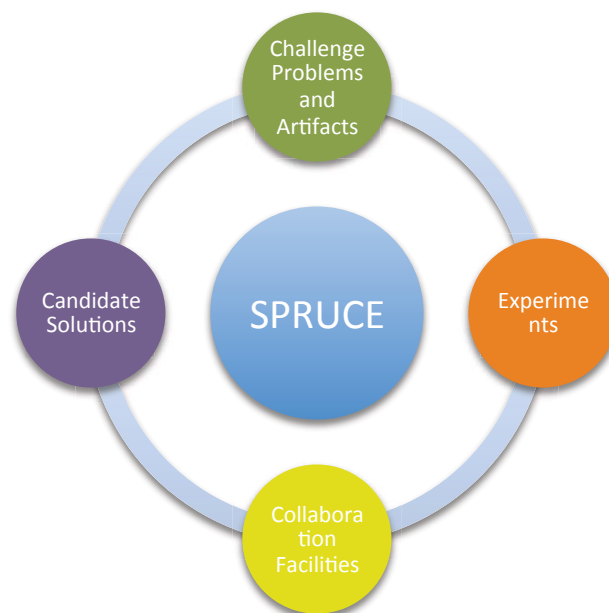 Challenge
Problems
and
Artifacts
Candidate
Solutions
SPRUCE
Experime
nts
Collabora
tion
Facilities